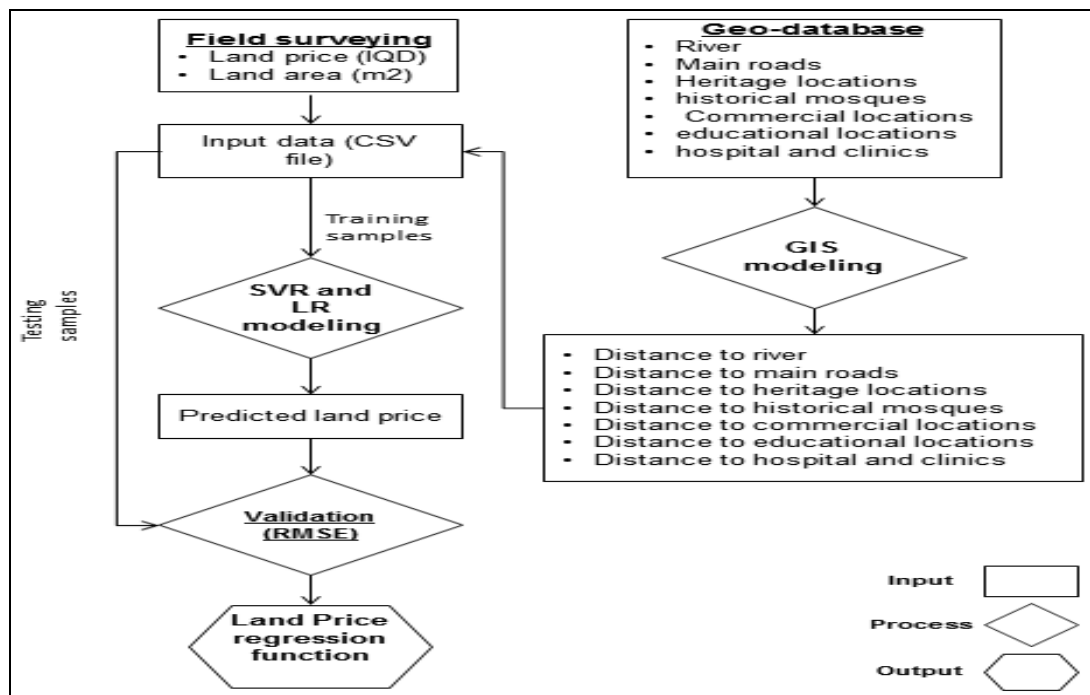 Field surveying
• Land price (IQD)
• Land area (m2)
Geo-database
• River
• Main roads
• Heritage locations
• historical mosques
• Commercial locations
• educational locations
• hospital and clinics
Input data (CSV
file)
Training
samples
Testing
samples
SVR and
LR
modeling
GIS
modeling
Predicted land price
• Distance to river
• Distance to main roads
• Distance to heritage locations
• Distance to historical mosques
• Distance to commercial locations
• Distance to educational locations
• Distance to hospital and clinics
Validation
(RMSE)
Land Price
regression
function
Input
Process
Output